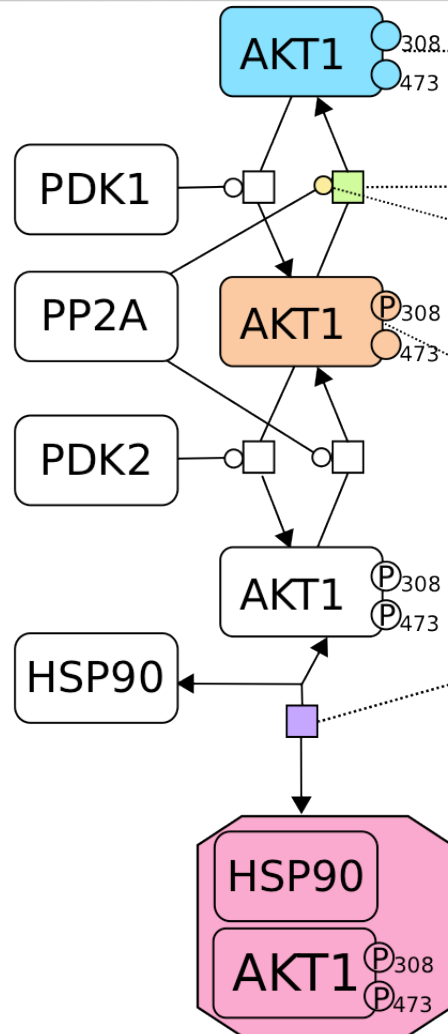 AKT1
308
473
PDK1
PP2A
AKT1
P 308
473
PDK2
AKT1
P 308
P 473
HSP90
HSP90
AKT1
P 308
P 473